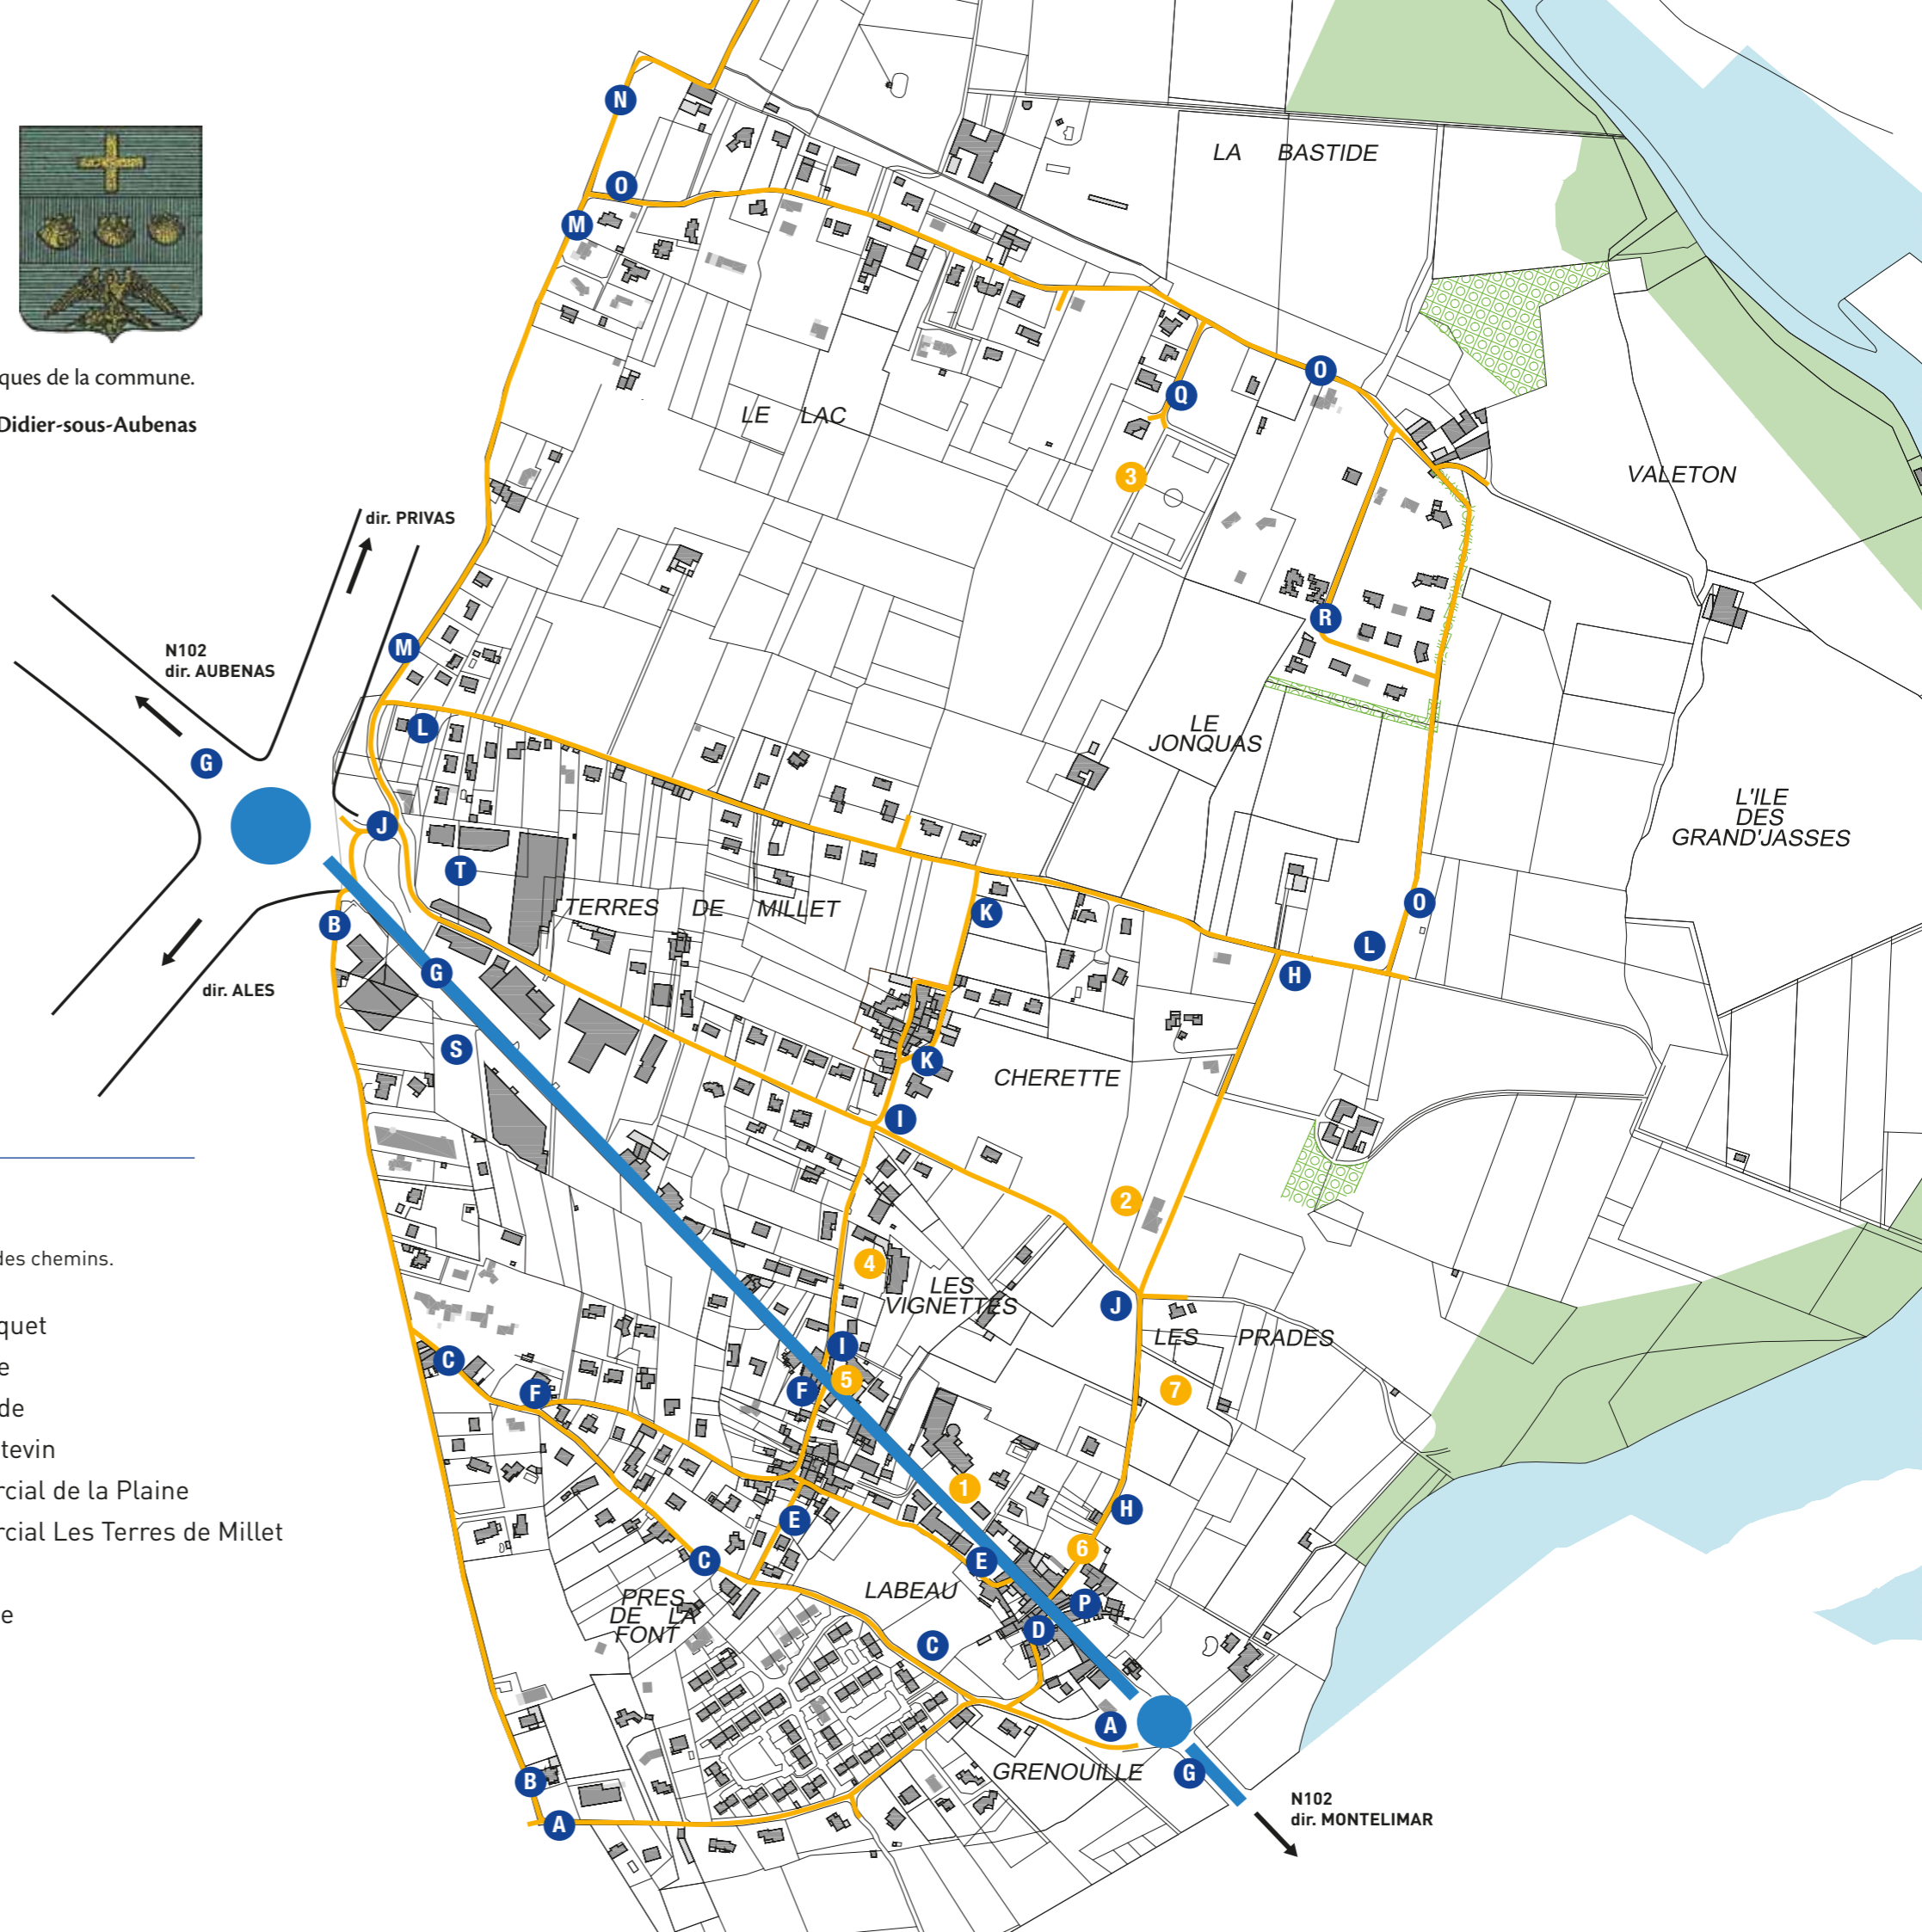 N
O
M
LA BASTIDE
ques de la commune.
Didier-sous-Aubenas
O
Q
LE LAC
3
VALETON
dir. PRIVAS
N102
dir. AUBENAS
M
R
G
L
LE
JONQUAS
L'ILE
DES
GRAND'JASSES
J
T
TERRES DE MILLET
B
K
O
L
H
G
dir. ALES
S
K
CHERETTE
I
des chemins.
2
4
LES
VIGNETTES
J
LES PRADES
quet
e
de
tevin
rcial de la Plaine
rcial Les Terres de Millet
e
C
F
I
5
F
7
1
E
H
C
E
6
PRES
DE LA
FONT
LABEAU
P
D
C
A
GRENOUILLE
G
B
A
N102
dir. MONTELIMAR